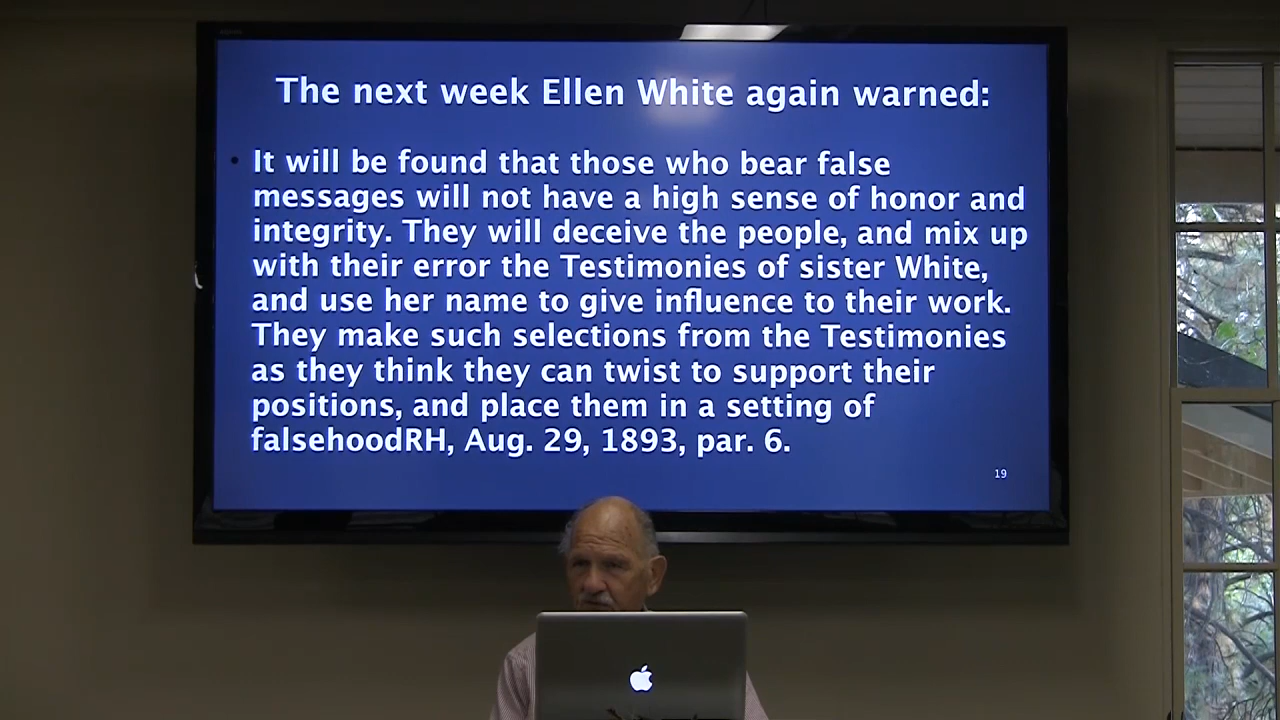 The next week Ellen White again warned:
• It will be found that those who bear false
messages will not have a high sense of honor and
integrity. They will deceive the people, and mix up
with their error the Testimonies of sister White,
and use her name to give influence to their work.
They make such selections from the Testimonies
as they think they can twist to support their
positions, and place them in a setting of
falsehoodRH, Aug. 29, 1893, par. 6.
19